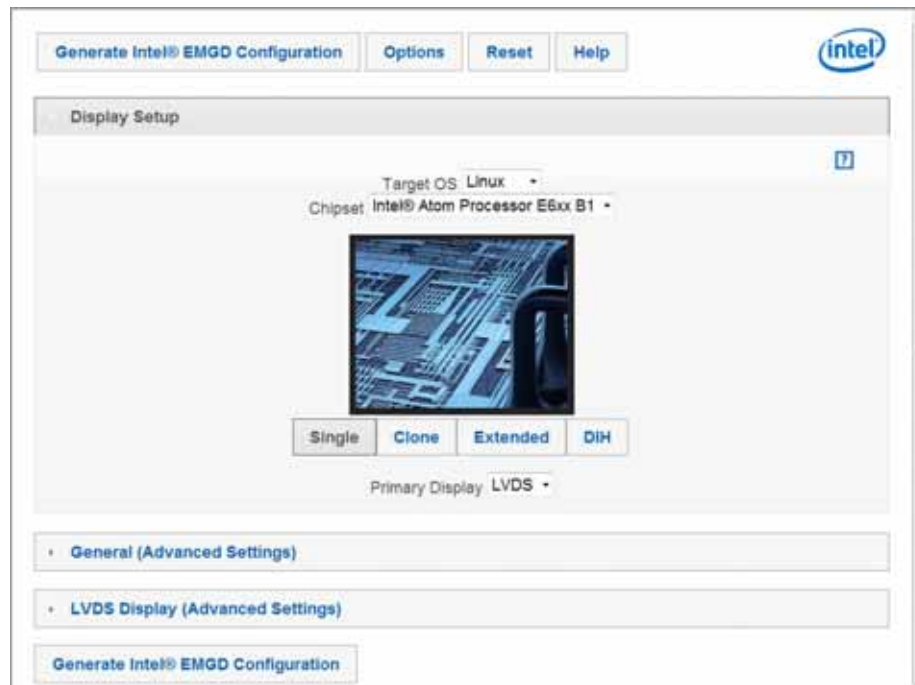 Generate Intel® EMGD Configuration Options Reset Help
intel
Display Setup
?
Target OS Linux
Chipset Intel® Atom Processor E6xx B1
Single Clone Extended DIH
Primary Display LVDS
General (Advanced Settings)
LVDS Display (Advanced Settings)
Generate Intel® EMGD Configuration